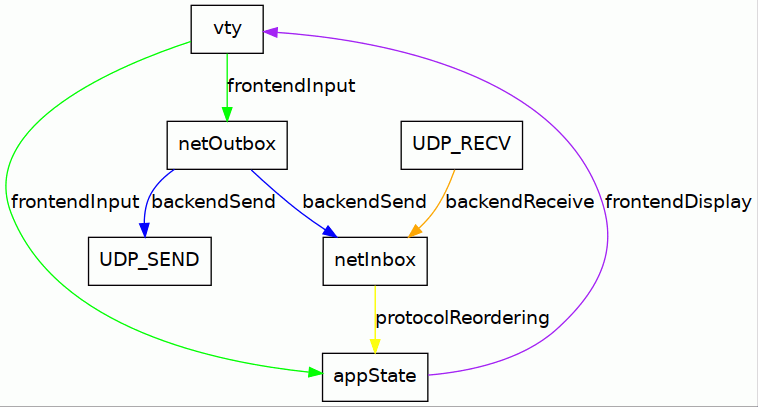 vty
frontendInput
netOutbox
UDP_RECV
frontendInput
backendSend
backendSend
backendReceive
frontendDisplay
UDP_SEND
netInbox
protocolReordering
appState